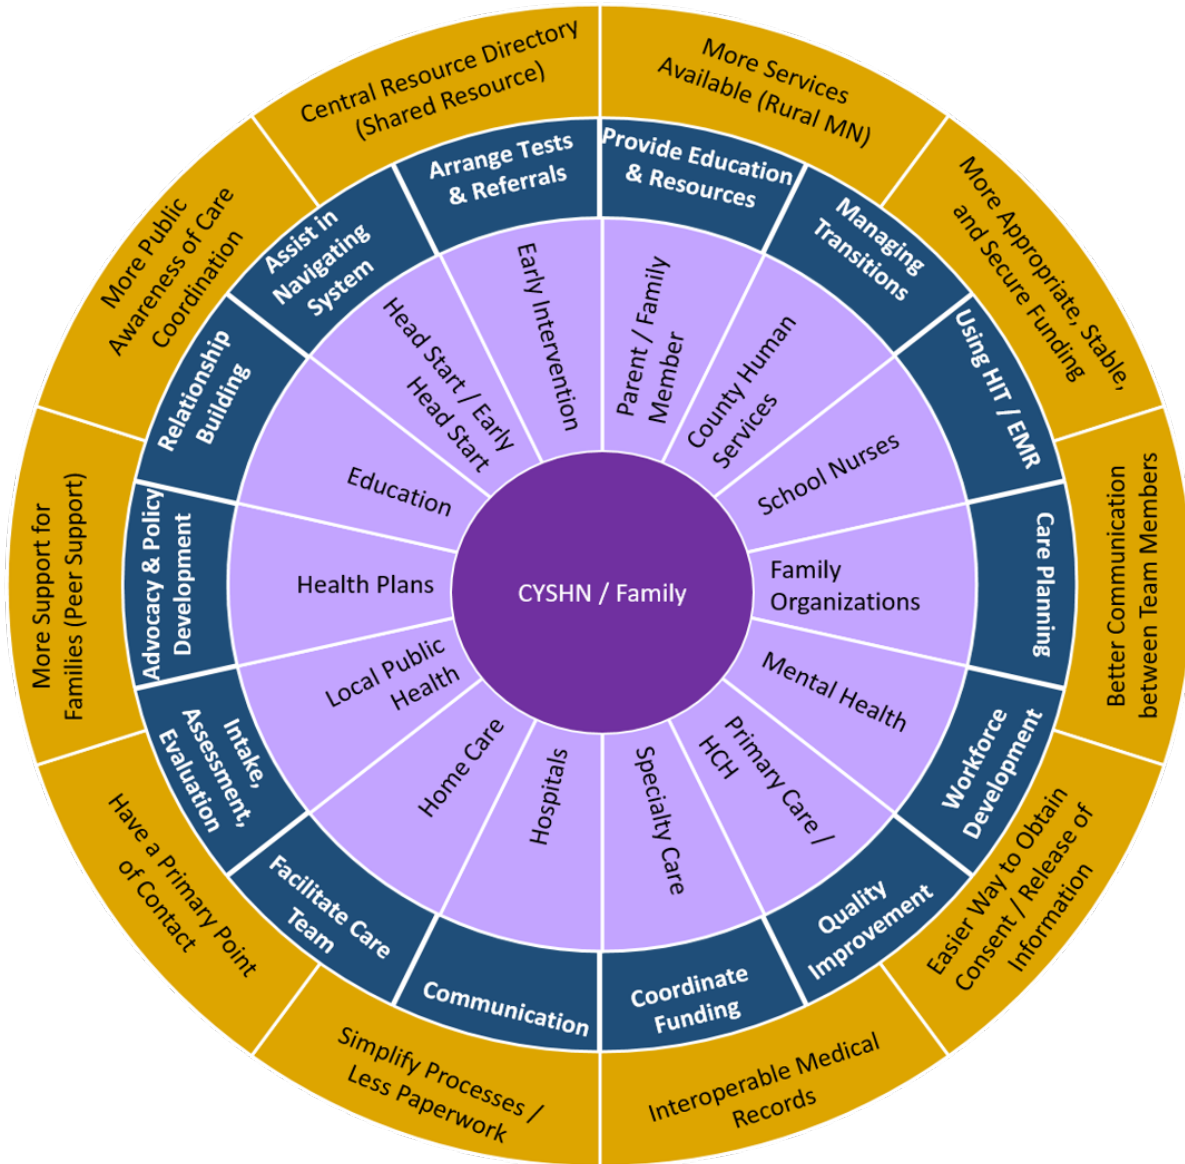 More Services
Available (Rural MN)
More Appropriate, Stable,
and Secure Funding
Better Communication
between Team Members
Easier Way to Obtain
Consent / Release of
Information
Interoperable Medical
Records
Simplify Processes /
Less Paperwork
Have a Primary Point
of Contact
More Support for
Families (Peer Support)
More Public
Awareness of Care
Coordination
Central Resource Directory
(Shared Resource)
Provide Education
& Resources
Managing
Transitions
Using HIT / EMR
Care Planning
Workforce
Development
Quality
Improvement
Coordinate
Funding
Communication
Facilitate Care
Team
Intake,
Assessment,
Evaluation
Advocacy & Policy
Development
Relationship
Building
Assist in
Navigating
System
Arrange Tests
& Referrals
Parent / Family
Member
County Human
Services
School Nurses
Family
Organizations
Mental Health
Primary Care /
HCH
Specialty Care
Hospitals
Home Care
Local Public
Health
Health Plans
Education
Head Start / Early
Head Start
Early Intervention
CYSHN / Family